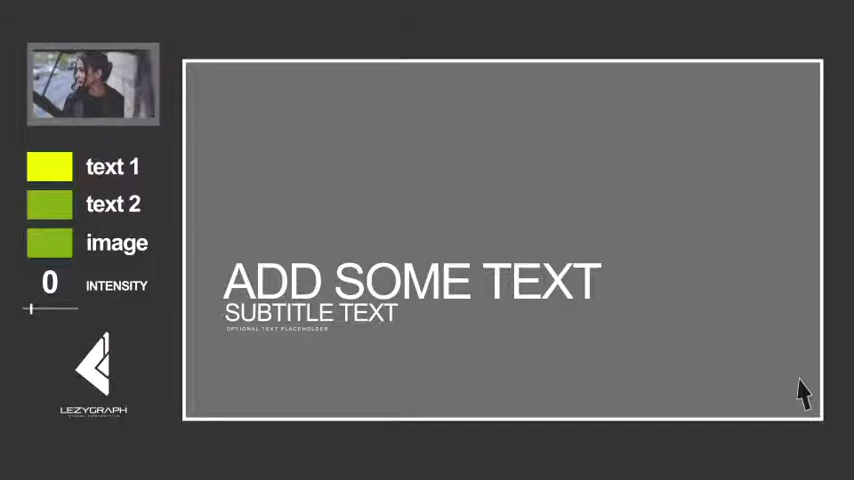 text 1
text 2
image
0 INTENSITY
LEZYGRAPH
ADD SOME TEXT
SUBTITLE TEXT
OPTIONAL TEXT PLACEHOLDER